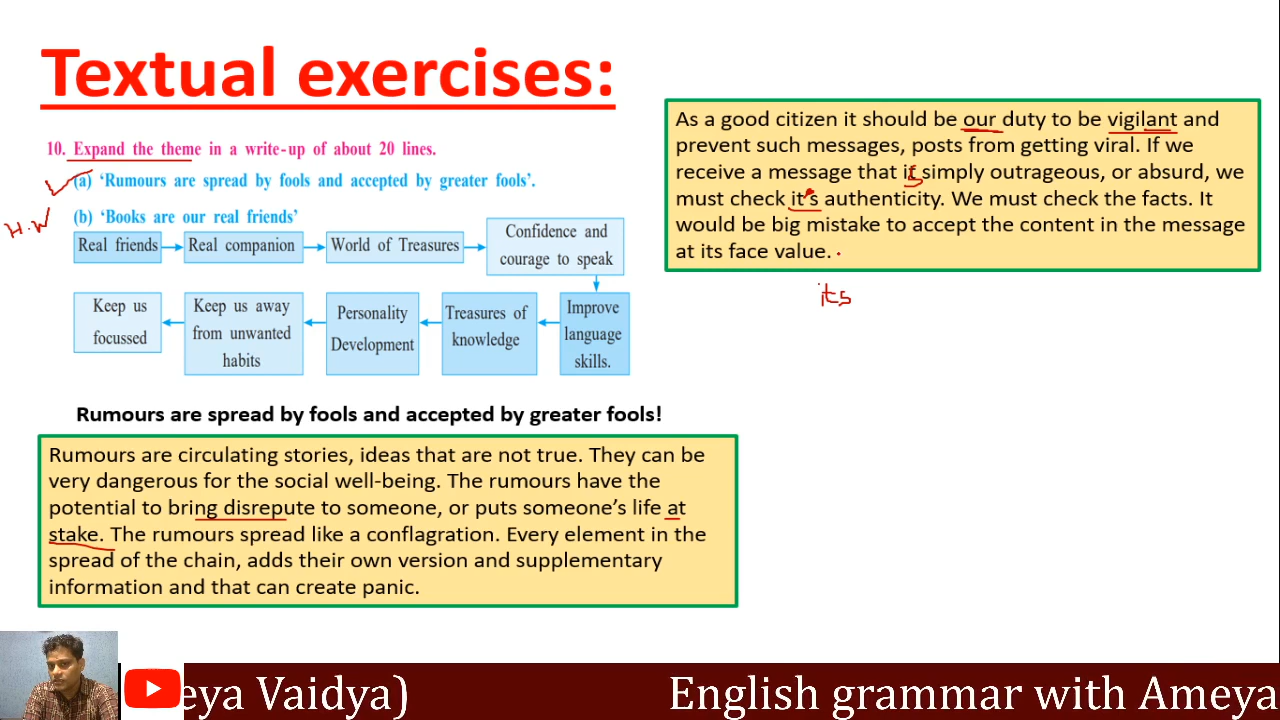 Textual exercises:
10. Expand the theme in a write-up of about 20 lines.
(a) ‘Rumours are spread by fools and accepted by greater fools’.
H.W
(b) ‘Books are our real friends’
Real friends
Real companion
World of Treasures
Confidence and
courage to speak
Improve
language
skills.
Treasures of
knowledge
Personality
Development
Keep us away
from unwanted
habits
Keep us
focussed
Rumours are spread by fools and accepted by greater fools!
Rumours are circulating stories, ideas that are not true. They can be
very dangerous for the social well-being. The rumours have the
potential to bring disrepute to someone, or puts someone’s life at
stake. The rumours spread like a conflagration. Every element in the
spread of the chain, adds their own version and supplementary
information and that can create panic.
As a good citizen it should be our duty to be vigilant and
prevent such messages, posts from getting viral. If we
receive a message that is simply outrageous, or absurd, we
must check it's authenticity. We must check the facts. It
would be big mistake to accept the content in the message
at its face value.
its
eya Vaidya)
English grammar with Ameya